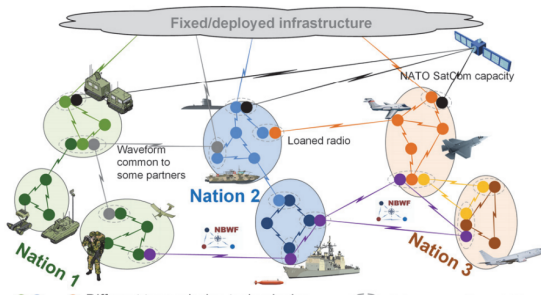 Fixed/deployed infrastructure
NATO SatCom capacity
Waveform
common to
some partners
Loaned radio
Nation 2
NBWF
NBWF
Nation 1
Nation 3